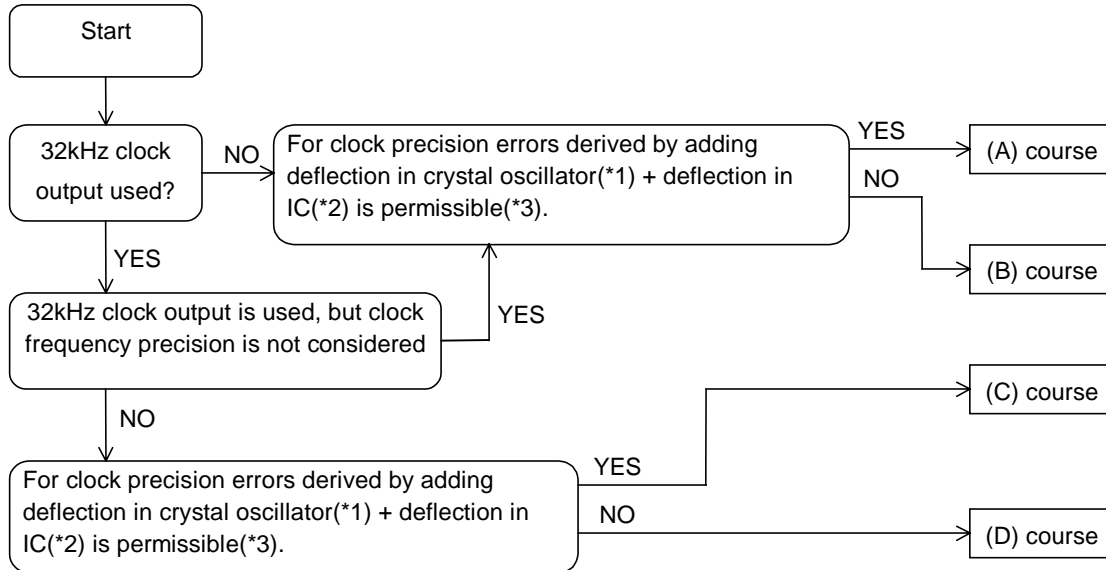 Start
32kHz clock
output used?
NO
For clock precision errors derived by adding
deflection in crystal oscillator(*1) + deflection in
IC(*2) is permissible(*3).
YES
(A) course
NO
(B) course
YES
32kHz clock output is used, but clock
frequency precision is not considered
YES
(C) course
NO
For clock precision errors derived by adding
deflection in crystal oscillator(*1) + deflection in
IC(*2) is permissible(*3).
YES
NO
(D) course